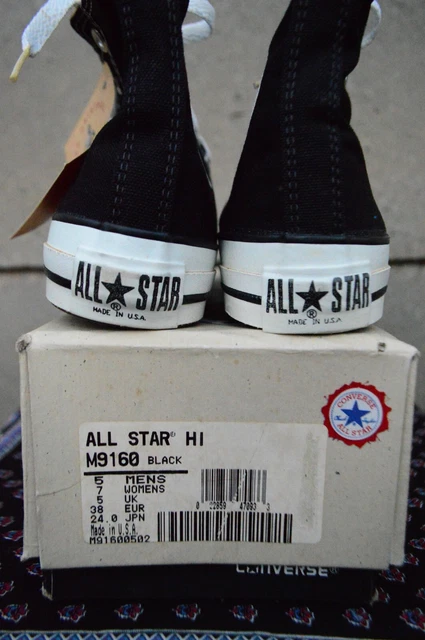 ALL★STAR
®
MADE IN U.S.A.
ALL★STAR
®
MADE IN U.S.A.
CONVERSE
ALL STAR
ALL STAR® HI
M9160 BLACK
5 MENS
7 WOMENS
5 UK
38 EUR
24.0 JPN
Made in U.S.A.
M91600502
CONVERSE